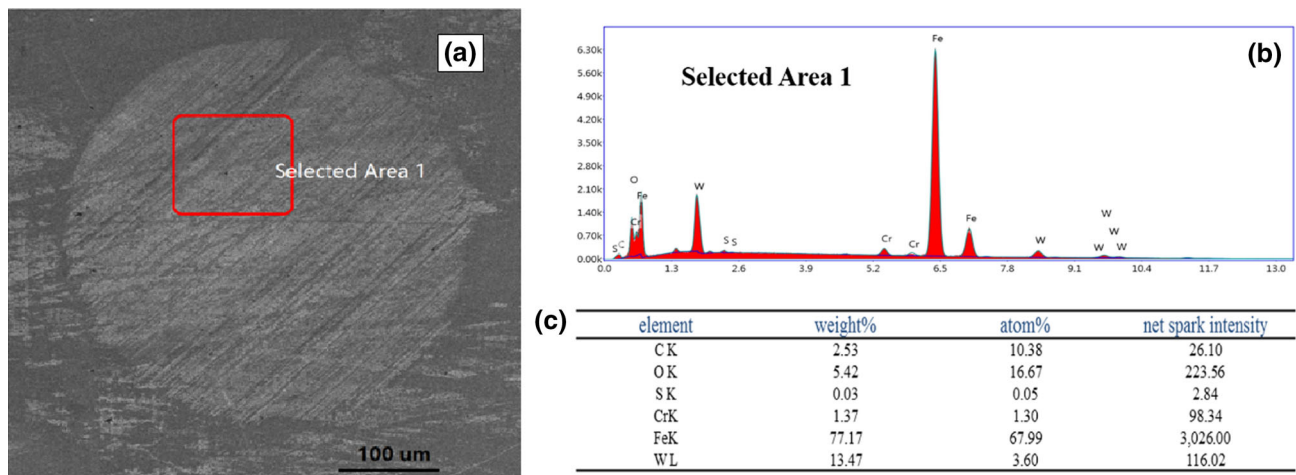 (a)
Selected Area 1
100 um
(b)
Selected Area 1
6.30k
5.60k
4.90k
4.20k
3.50k
2.80k
2.10k
1.40k
0.70k
0.00k
S
C
O
Cr
Fe
W
S
S
Cr
Cr
Fe
Fe
W
W
W
W
W
0.0 1.3 2.6 3.9 5.2 6.5 7.8 9.1 10.4 11.7 13.0
(c)
element weight% atom% net spark intensity
C K 2.53 10.38 26.10
O K 5.42 16.67 223.56
S K 0.03 0.05 2.84
CrK 1.37 1.30 98.34
FeK 77.17 67.99 3,026.00
W L 13.47 3.60 116.02